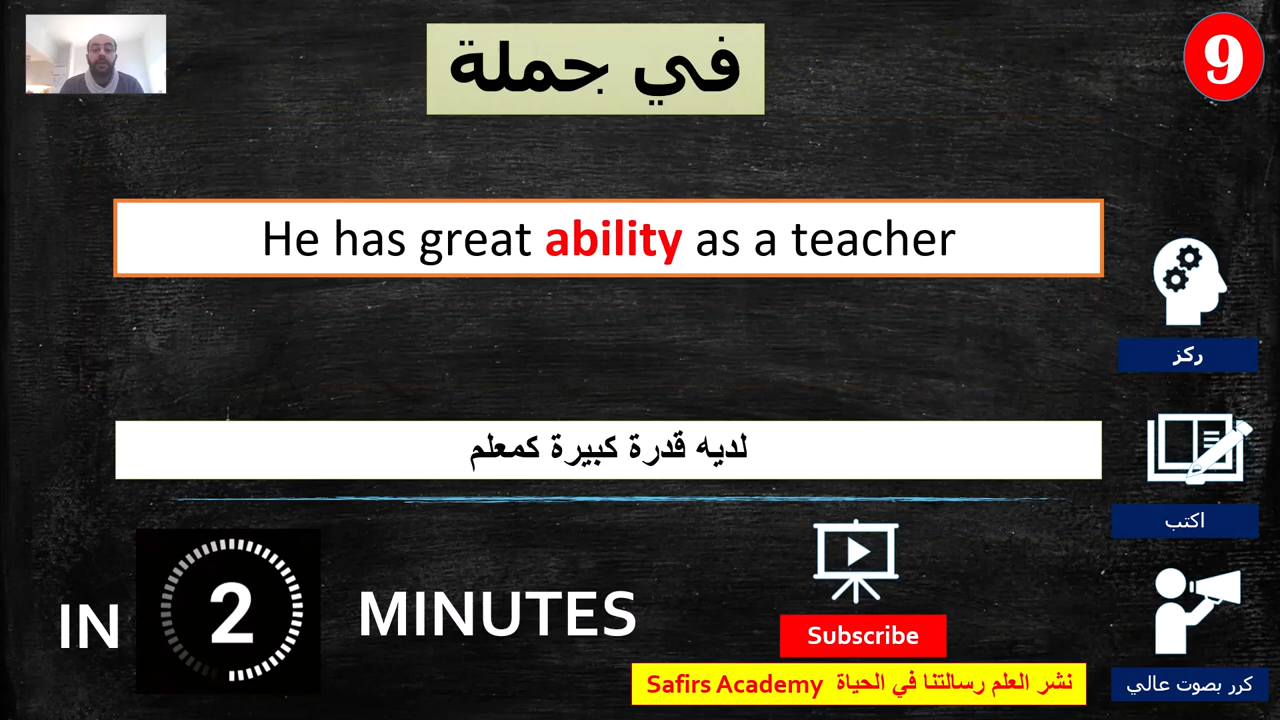 في جملة
9
He has great ability as a teacher
ركز
لديه قدرة كبيرة كمعلم
اكتب
IN 2 MINUTES
Subscribe
كرر بصوت عالي
نشر العلم رسالتنا في الحياة Safirs Academy